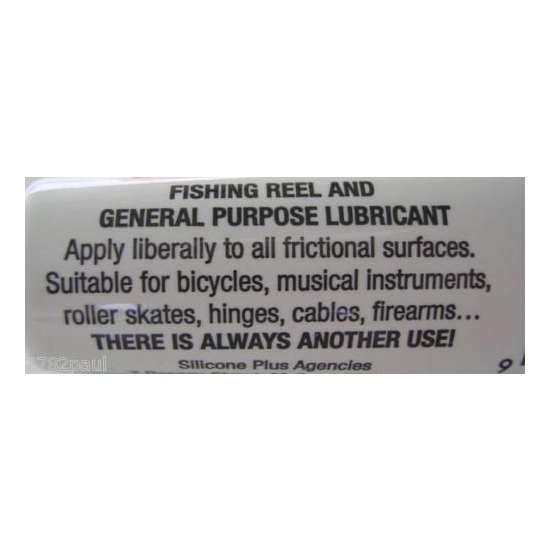 FISHING REEL AND
GENERAL PURPOSE LUBRICANT
Apply liberally to all frictional surfaces.
Suitable for bicycles, musical instruments,
roller skates, hinges, cables, firearms...
THERE IS ALWAYS ANOTHER USE!
Silicone Plus Agencies
782paul
9